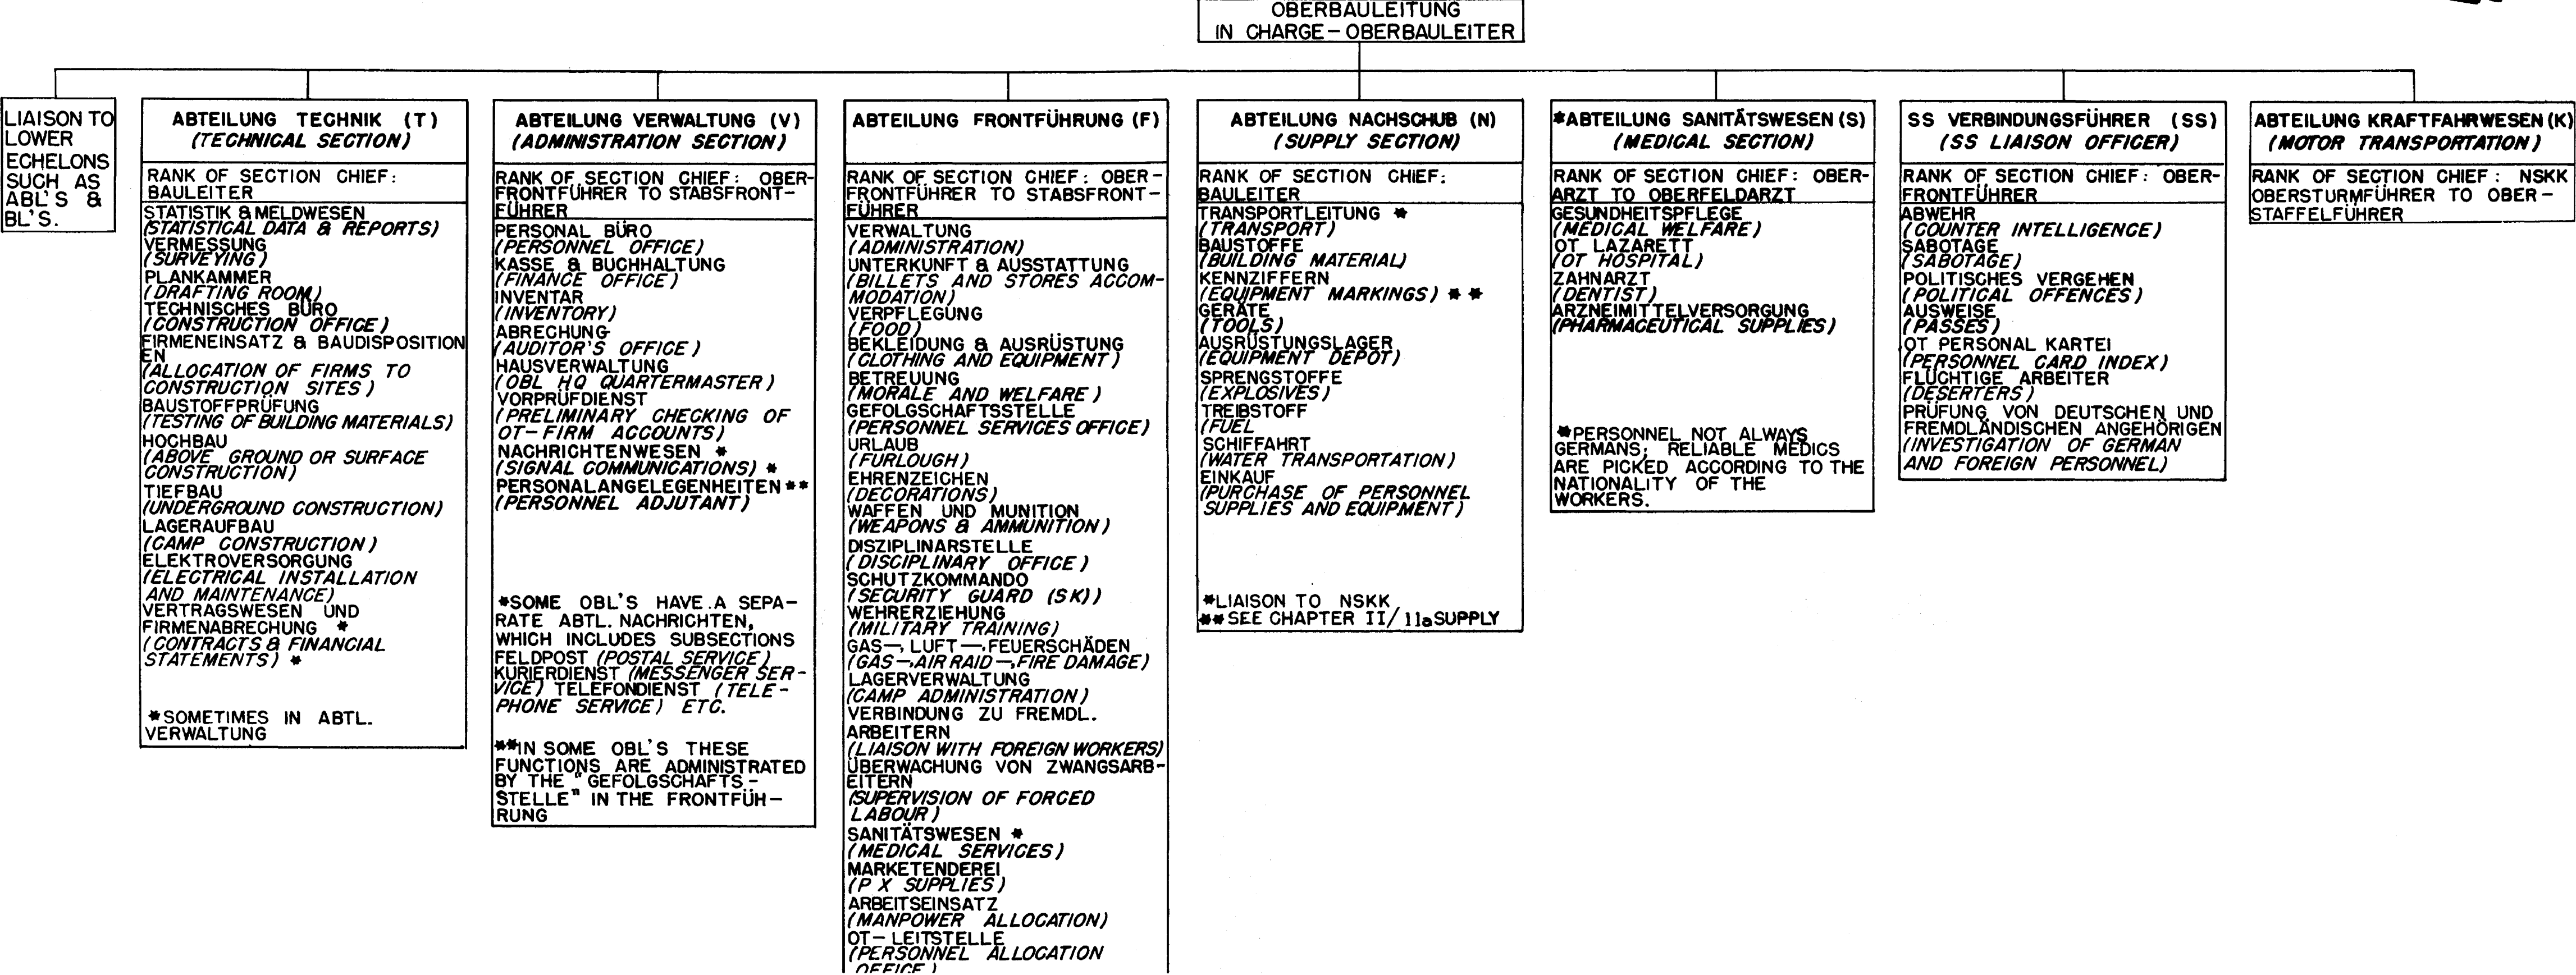 OBERBAULEITUNG
IN CHARGE – OBERBAULEITER
LIAISON TO
LOWER
ECHELONS
SUCH AS
ABL'S &
BL'S.
ABTEILUNG TECHNIK (T)
(TECHNICAL SECTION)
RANK OF SECTION CHIEF:
BAULEITER
STATISTIK & MELDWESEN
(STATISTICAL DATA & REPORTS)
VERMESSUNG
(SURVEYING)
PLANKAMMER
(DRAFTING ROOM)
TECHNISCHES BÜRO
(CONSTRUCTION OFFICE)
FIRMENEINSATZ & BAUDISPOSITION
EN
(ALLOCATION OF FIRMS TO
CONSTRUCTION SITES)
BAUSTOFFPRÜFUNG
(TESTING OF BUILDING MATERIALS)
HOCHBAU
(ABOVE GROUND OR SURFACE
CONSTRUCTION)
TIEFBAU
(UNDERGROUND CONSTRUCTION)
LAGERAUFBAU
(CAMP CONSTRUCTION)
ELEKTROVERSORGUNG
(ELECTRICAL INSTALLATION
AND MAINTENANCE)
VERTRAGSWESEN UND
FIRMENABRECHUNG *
(CONTRACTS & FINANCIAL
STATEMENTS) *
*SOMETIMES IN ABTL.
VERWALTUNG
ABTEILUNG VERWALTUNG (V)
(ADMINISTRATION SECTION)
RANK OF SECTION CHIEF: OBER-
FRONTFÜHRER TO STABSFRONT-
FÜHRER
PERSONAL BÜRO
(PERSONNEL OFFICE)
KASSE & BUCHHALTUNG
(FINANCE OFFICE)
INVENTAR
(INVENTORY)
ABRECHUNG
(AUDITOR'S OFFICE)
HAUSVERWALTUNG
(OBL HQ QUARTERMASTER)
VORPRÜFDIENST
(PRELIMINARY CHECKING OF
OT-FIRM ACCOUNTS)
NACHRICHTENWESEN *
(SIGNAL COMMUNICATIONS) *
PERSONALANGELEGENHEITEN **
(PERSONNEL ADJUTANT)
*SOME OBL'S HAVE A SEPA-
RATE ABTL. NACHRICHTEN,
WHICH INCLUDES SUBSECTIONS
FELDPOST (POSTAL SERVICE)
KURIERDIENST (MESSENGER SER-
VICE) TELEFONDIENST (TELE-
PHONE SERVICE) ETC.
**IN SOME OBL'S THESE
FUNCTIONS ARE ADMINISTRATED
BY THE "GEFOLGSCHAFTS-
STELLE" IN THE FRONTFÜH-
RUNG
ABTEILUNG FRONTFÜHRUNG (F)
RANK OF SECTION CHIEF: OBER-
FRONTFÜHRER TO STABSFRONT-
FÜHRER
VERWALTUNG
(ADMINISTRATION)
UNTERKUNFT & AUSSTATTUNG
(BILLETS AND STORES ACCOM-
MODATION)
VERPFLEGUNG
(FOOD)
BEKLEIDUNG & AUSRÜSTUNG
(CLOTHING AND EQUIPMENT)
BETREUUNG
(MORALE AND WELFARE)
GEFOLGSCHAFTSSTELLE
(PERSONNEL SERVICES OFFICE)
URLAUB
(FURLOUGH)
EHRENZEICHEN
(DECORATIONS)
WAFFEN UND MUNITION
(WEAPONS & AMMUNITION)
DISZIPLINARSTELLE
(DISCIPLINARY OFFICE)
SCHUTZKOMMANDO
(SECURITY GUARD (SK))
WEHRERZIEHUNG
(MILITARY TRAINING)
GAS–, LUFT–, FEUERSCHÄDEN
(GAS–, AIR RAID–, FIRE DAMAGE)
LAGERVERWALTUNG
(CAMP ADMINISTRATION)
VERBINDUNG ZU FREMDL.
ARBEITERN
(LIAISON WITH FOREIGN WORKERS)
ÜBERWACHUNG VON ZWANGSARB-
EITERN
(SUPERVISION OF FORCED
LABOUR)
SANITÄTSWESEN *
(MEDICAL SERVICES)
MARKETENDEREI
(P X SUPPLIES)
ARBEITSEINSATZ
(MANPOWER ALLOCATION)
OT–LEITSTELLE
(PERSONNEL ALLOCATION
OFFICE)
ABTEILUNG NACHSCHUB (N)
(SUPPLY SECTION)
RANK OF SECTION CHIEF:
BAULEITER
TRANSPORTLEITUNG *
(TRANSPORT)
BAUSTOFFE
(BUILDING MATERIAL)
KENNZIFFERN
(EQUIPMENT MARKINGS) **
GERÄTE
(TOOLS)
AUSRÜSTUNGSLAGER
(EQUIPMENT DEPOT)
SPRENGSTOFFE
(EXPLOSIVES)
TREIBSTOFF
(FUEL
SCHIFFAHRT
(WATER TRANSPORTATION)
EINKAUF
(PURCHASE OF PERSONNEL
SUPPLIES AND EQUIPMENT)
*LIAISON TO NSKK
**SEE CHAPTER II/11a SUPPLY
*ABTEILUNG SANITÄTSWESEN (S)
(MEDICAL SECTION)
RANK OF SECTION CHIEF: OBER-
ARZT TO OBERFELDARZT
GESUNDHEITSPFLEGE
(MEDICAL WELFARE)
OT LAZARETT
(OT HOSPITAL)
ZAHNARZT
(DENTIST)
ARZNEIMITTELVERSORGUNG
(PHARMACEUTICAL SUPPLIES)
*PERSONNEL NOT ALWAYS
GERMANS; RELIABLE MEDICS
ARE PICKED ACCORDING TO THE
NATIONALITY OF THE
WORKERS.
SS VERBINDUNGSFÜHRER (SS)
(SS LIAISON OFFICER)
RANK OF SECTION CHIEF: OBER-
FRONTFÜHRER
ABWEHR
(COUNTER INTELLIGENCE)
SABOTAGE
(SABOTAGE)
POLITISCHES VERGEHEN
(POLITICAL OFFENCES)
AUSWEISE
(PASSES)
OT PERSONAL KARTEI
(PERSONNEL CARD INDEX)
FLÜCHTIGE ARBEITER
(DESERTERS)
PRÜFUNG VON DEUTSCHEN UND
FREMDLÄNDISCHEN ANGEHÖRIGEN
(INVESTIGATION OF GERMAN
AND FOREIGN PERSONNEL)
ABTEILUNG KRAFTFAHRWESEN (K)
(MOTOR TRANSPORTATION)
RANK OF SECTION CHIEF: NSKK
OBERSTURMFÜHRER TO OBER-
STAFFELFÜHRER